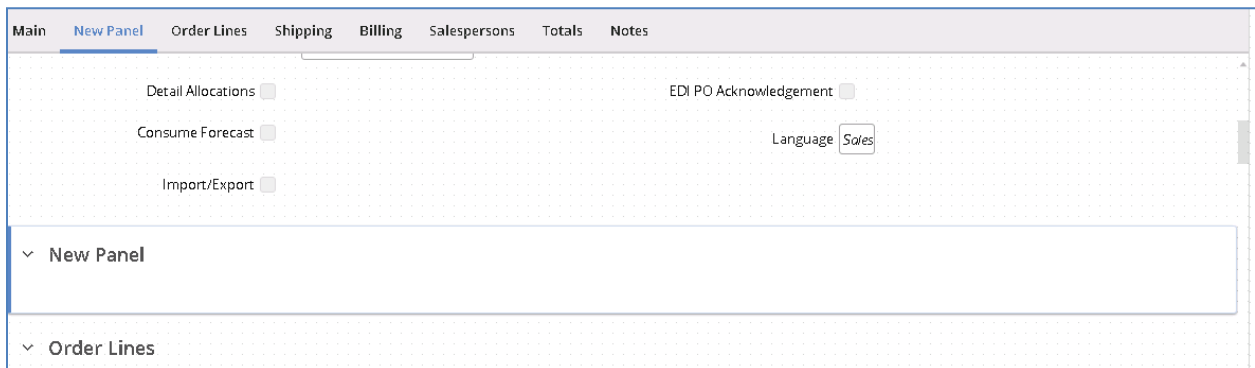 Main New Panel Order Lines Shipping Billing Salespersons Totals Notes
Detail Allocations EDI PO Acknowledgement
Consume Forecast
Language Sales
Import/Export
New Panel
Order Lines